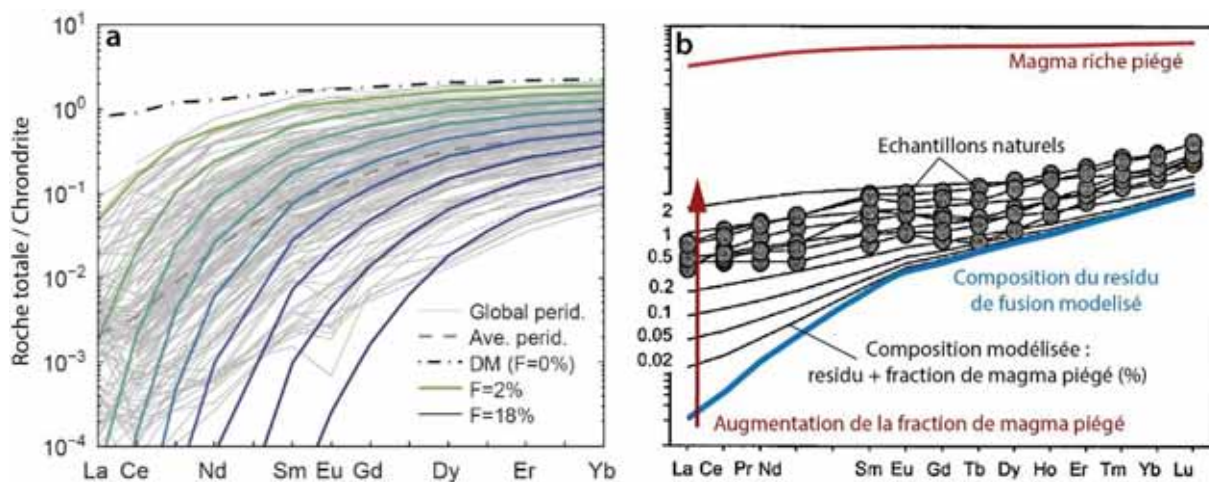 a
10¹
10⁰
10⁻¹
10⁻²
10⁻³
10⁻⁴
Roche totale / Chrondrite
Global perid.
Ave. perid.
DM (F=0%)
F=2%
F=18%
La Ce Nd Sm Eu Gd Dy Er Yb
b
Magma riche piégé
Echantillons naturels
2
1
0.5
0.2
0.1
0.05
0.02
Composition du residu
de fusion modelisé
Composition modélisée :
residu + fraction de magma piégé (%)
Augmentation de la fraction de magma piégé
La Ce Pr Nd Sm Eu Gd Tb Dy Ho Er Tm Yb Lu